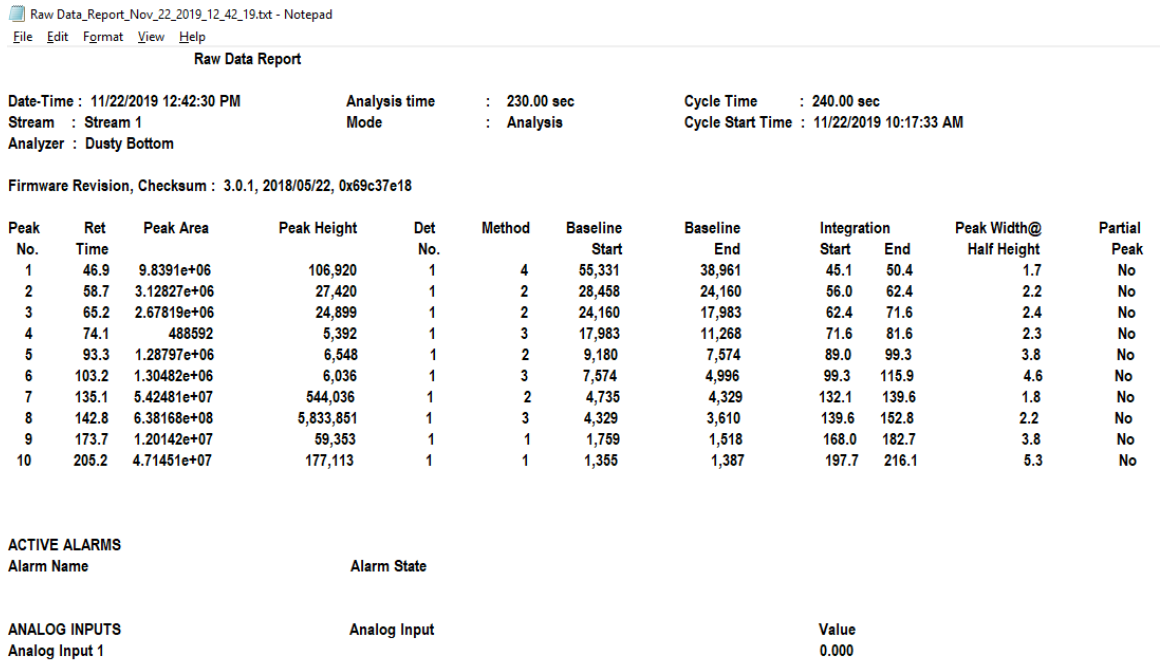 Raw Data_Report_Nov_22_2019_12_42_19.txt - Notepad
File Edit Format View Help
Raw Data Report
Date-Time : 11/22/2019 12:42:30 PM Analysis time : 230.00 sec Cycle Time : 240.00 sec
Stream : Stream 1 Mode : Analysis Cycle Start Time : 11/22/2019 10:17:33 AM
Analyzer : Dusty Bottom
Firmware Revision, Checksum : 3.0.1, 2018/05/22, 0x69c37e18
Peak Ret Peak Area Peak Height Det Method Baseline Baseline Integration Peak Width@ Partial
No. Time No. Start End Start End Half Height Peak
1 46.9 9.8391e+06 106,920 1 4 55,331 38,961 45.1 50.4 1.7 No
2 58.7 3.12827e+06 27,420 1 2 28,458 24,160 56.0 62.4 2.2 No
3 65.2 2.67819e+06 24,899 1 2 24,160 17,983 62.4 71.6 2.4 No
4 74.1 488592 5,392 1 3 17,983 11,268 71.6 81.6 2.3 No
5 93.3 1.28797e+06 6,548 1 2 9,180 7,574 89.0 99.3 3.8 No
6 103.2 1.30482e+06 6,036 1 3 7,574 4,996 99.3 115.9 4.6 No
7 135.1 5.42481e+07 544,036 1 2 4,735 4,329 132.1 139.6 1.8 No
8 142.8 6.38168e+08 5,833,851 1 3 4,329 3,610 139.6 152.8 2.2 No
9 173.7 1.20142e+07 59,353 1 1 1,759 1,518 168.0 182.7 3.8 No
10 205.2 4.71451e+07 177,113 1 1 1,355 1,387 197.7 216.1 5.3 No
ACTIVE ALARMS
Alarm Name Alarm State
ANALOG INPUTS Analog Input Value
Analog Input 1 0.000